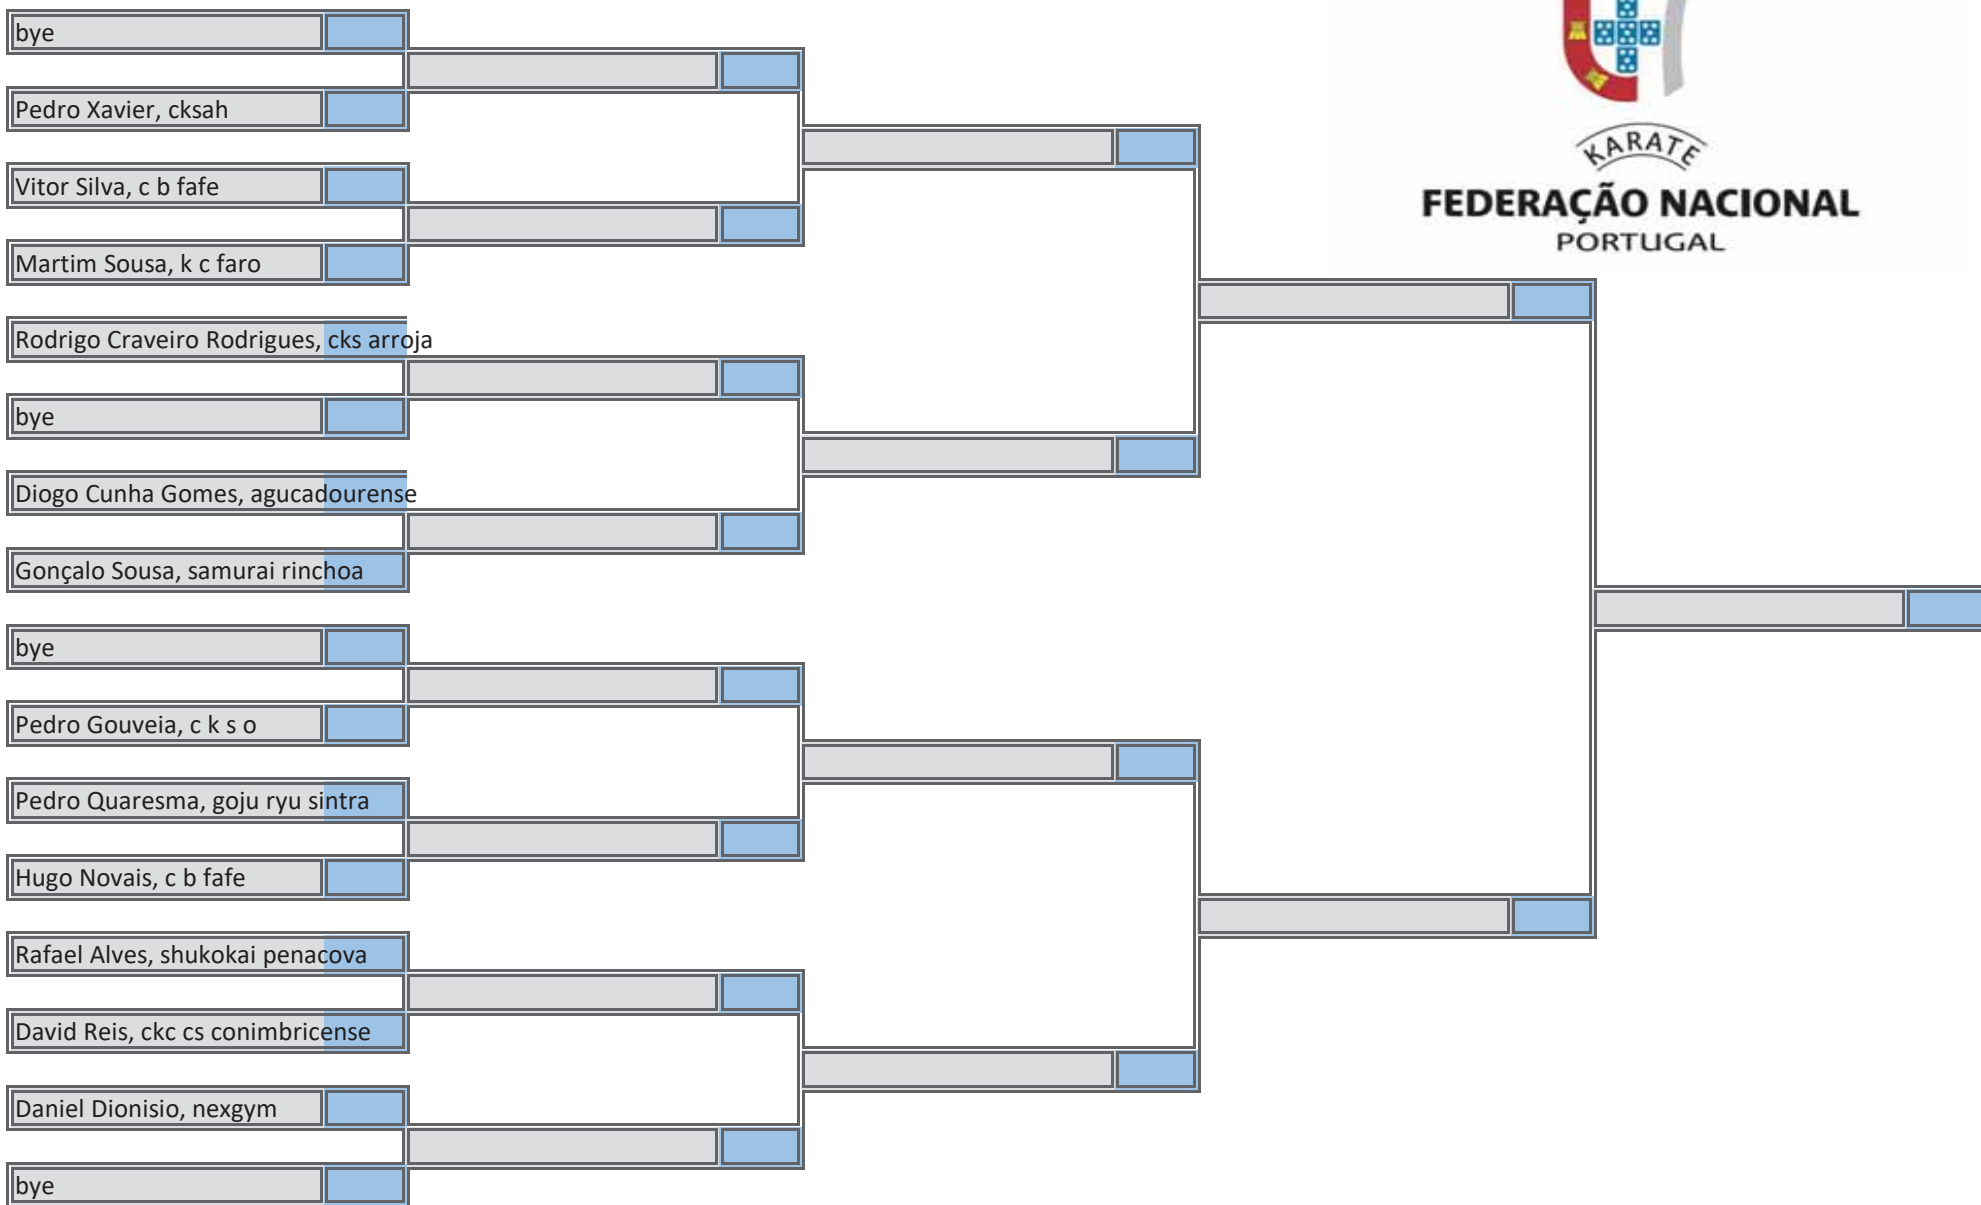 bye
Pedro Xavier, cksah
Vitor Silva, c b fafe
Martim Sousa, k c faro
Rodrigo Craveiro Rodrigues, cks arroja
bye
Diogo Cunha Gomes, agucadourense
Gonçalo Sousa, samurai rinchoa
bye
Pedro Gouveia, c k s o
Pedro Quaresma, goju ryu sintra
Hugo Novais, c b fafe
Rafael Alves, shukokai penacova
David Reis, ckc cs conimbricense
Daniel Dionisio, nexgym
bye
KARATE
FEDERAÇÃO NACIONAL
PORTUGAL